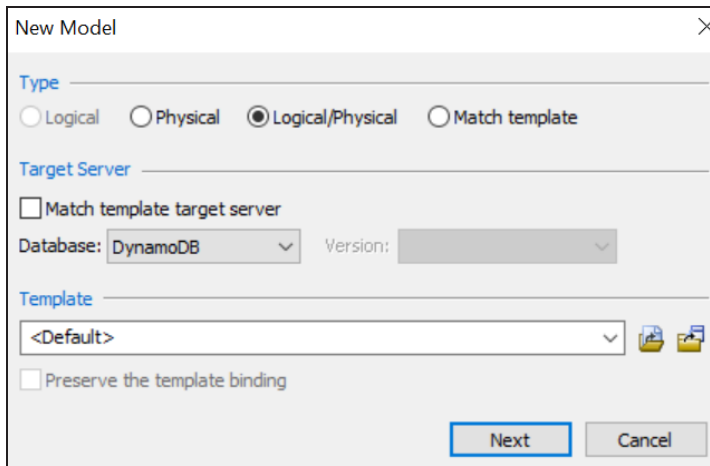 New Model
Type
Logical Physical Logical/Physical Match template
Target Server
Match template target server
Database: DynamoDB Version:
Template
<Default>
Preserve the template binding
Next Cancel